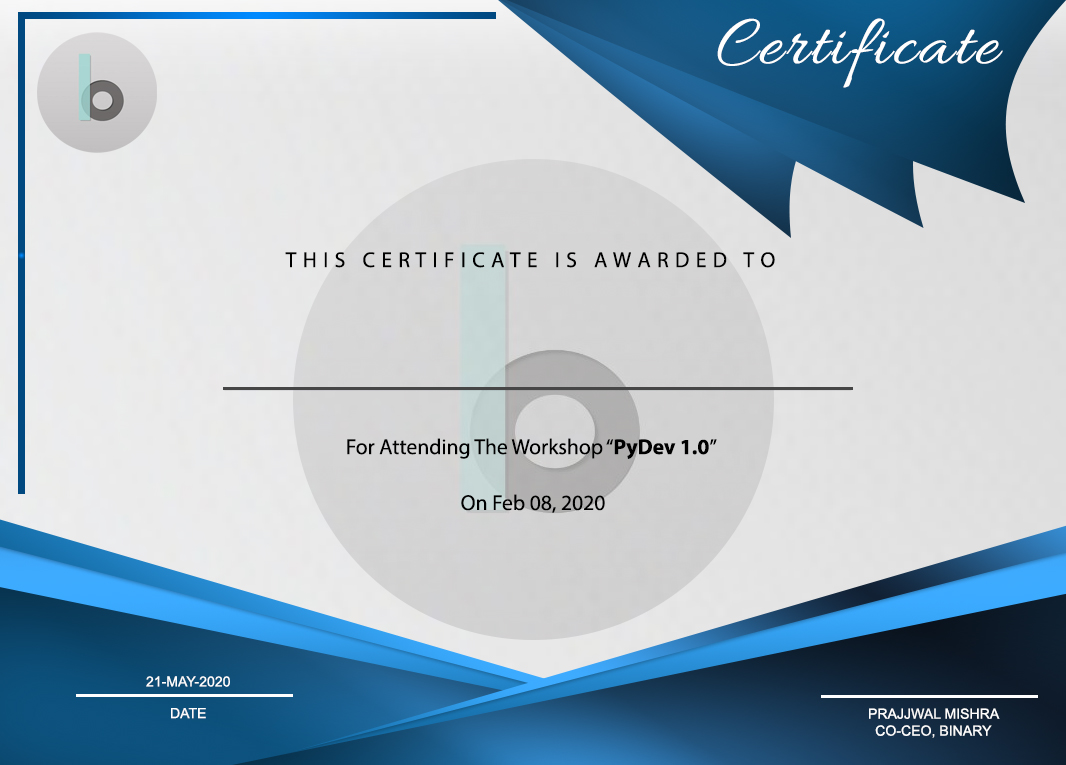 Certificate
b
THIS CERTIFICATE IS AWARDED TO
b
For Attending The Workshop “PyDev 1.0”
On Feb 08, 2020
21-MAY-2020
DATE
PRAJJWAL MISHRA
CO-CEO, BINARY